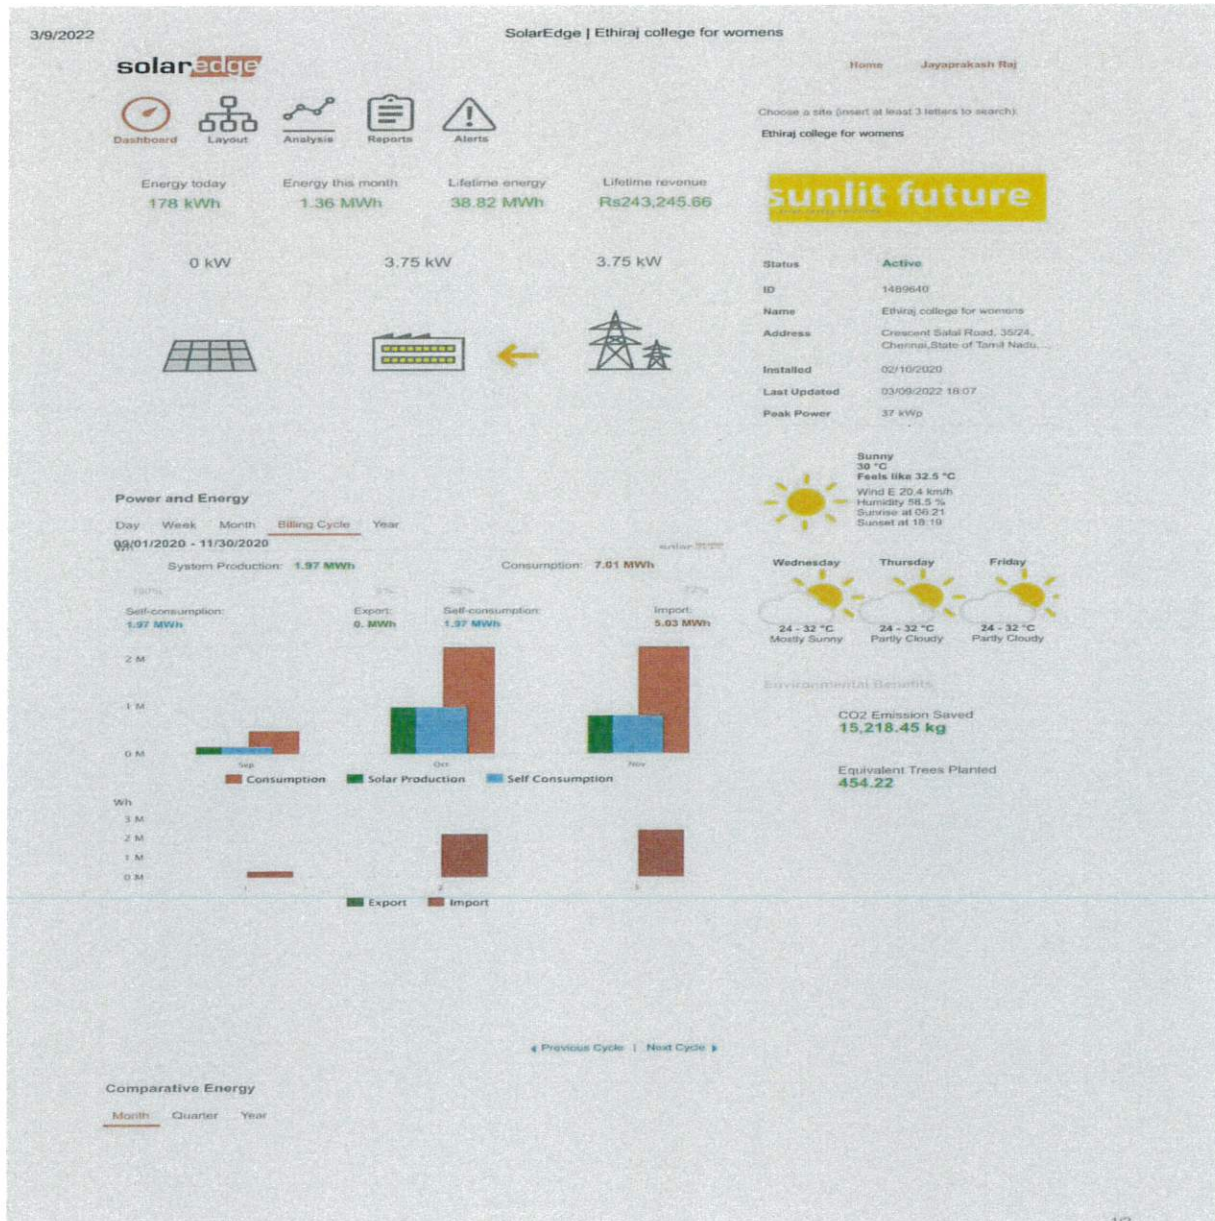 3/9/2022
SolarEdge | Ethiraj college for womens
solaredge
Home Jayaprakash Raj
Dashboard Layout Analysis Reports Alerts
Choose a site (insert at least 3 letters to search):
Ethiraj college for womens
Energy today Energy this month Lifetime energy Lifetime revenue
178 kWh 1.36 MWh 38.82 MWh Rs243,245.66
sunlit future
0 kW 3.75 kW 3.75 kW
Status Active
ID 1489640
Name Ethiraj college for womens
Address Crescent Salai Road, 35/24,
Chennai,State of Tamil Nadu,...
Installed 02/10/2020
Last Updated 03/09/2022 18:07
Peak Power 37 kWp
Sunny
30 °C
Feels like 32.5 °C
Wind E 20.4 km/h
Humidity 58.5 %
Sunrise at 06:21
Sunset at 18:19
Wednesday Thursday Friday
24 - 32 °C 24 - 32 °C 24 - 32 °C
Mostly Sunny Partly Cloudy Partly Cloudy
Environmental Benefits
CO2 Emission Saved
15,218.45 kg
Equivalent Trees Planted
454.22
Power and Energy
Day Week Month Billing Cycle Year
09/01/2020 - 11/30/2020
Wh
solaredge
System Production: 1.97 MWh Consumption: 7.01 MWh
100% 0% 28% 72%
Self-consumption: Export: Self-consumption: Import:
1.97 MWh 0. MWh 1.97 MWh 5.03 MWh
2 M
1 M
0 M
Sep Oct Nov
Consumption Solar Production Self Consumption
Wh
3 M
2 M
1 M
0 M
1 2 3
Export Import
Previous Cycle | Next Cycle
Comparative Energy
Month Quarter Year